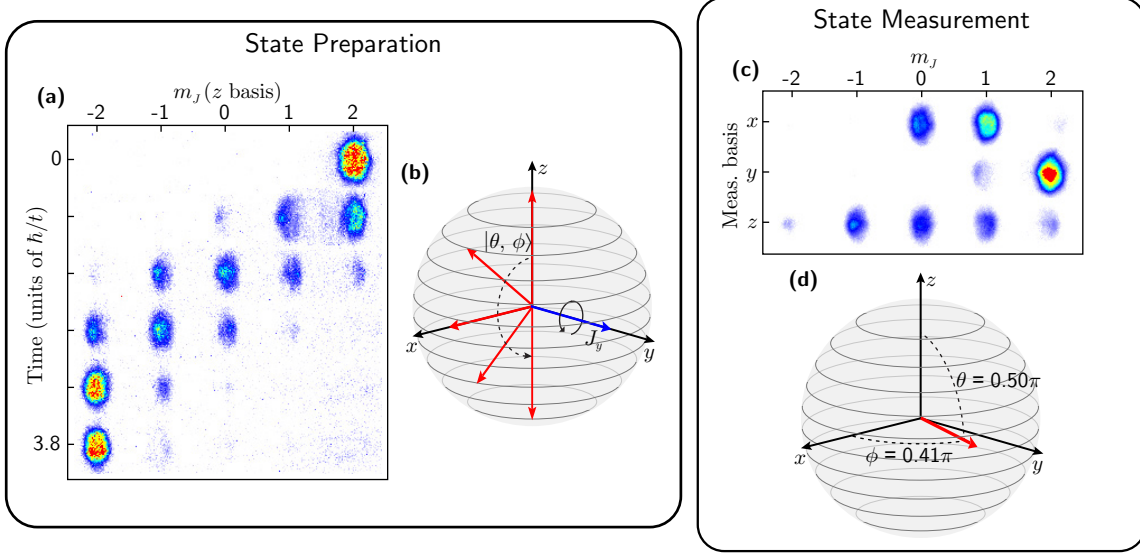 State Preparation
(a)
m_J (z basis)
-2 -1 0 1 2
Time (units of ħ/t)
0
3.8
(b)
z
|θ, ϕ⟩
J_y
x
y
State Measurement
(c)
m_J
-2 -1 0 1 2
Meas. basis
x
y
z
(d)
z
θ = 0.50π
ϕ = 0.41π
x
y